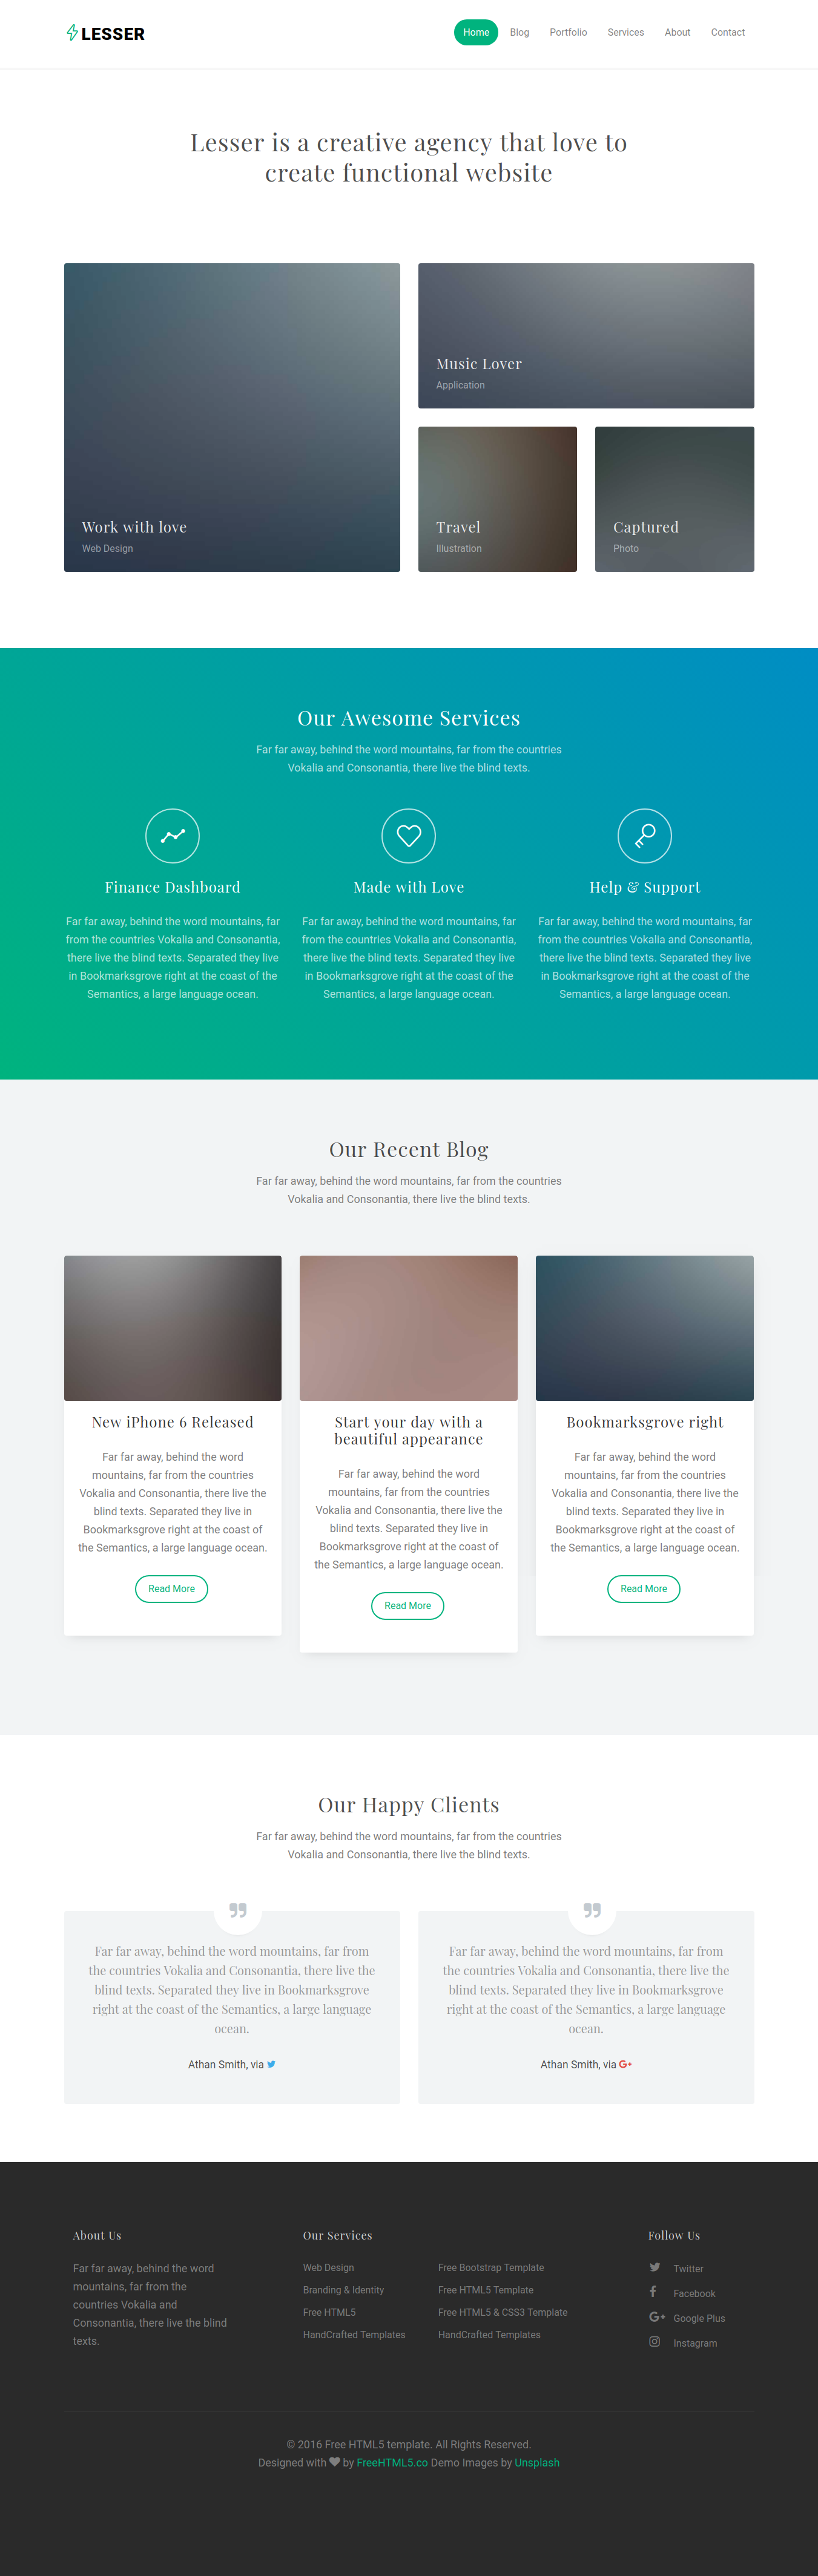 LESSER
Home Blog Portfolio Services About Contact
Lesser is a creative agency that love to
create functional website
Work with love
Web Design
Music Lover
Application
Travel
Illustration
Captured
Photo
Our Awesome Services
Far far away, behind the word mountains, far from the countries
Vokalia and Consonantia, there live the blind texts.
Finance Dashboard
Far far away, behind the word mountains, far
from the countries Vokalia and Consonantia,
there live the blind texts. Separated they live
in Bookmarksgrove right at the coast of the
Semantics, a large language ocean.
Made with Love
Far far away, behind the word mountains, far
from the countries Vokalia and Consonantia,
there live the blind texts. Separated they live
in Bookmarksgrove right at the coast of the
Semantics, a large language ocean.
Help & Support
Far far away, behind the word mountains, far
from the countries Vokalia and Consonantia,
there live the blind texts. Separated they live
in Bookmarksgrove right at the coast of the
Semantics, a large language ocean.
Our Recent Blog
Far far away, behind the word mountains, far from the countries
Vokalia and Consonantia, there live the blind texts.
New iPhone 6 Released
Far far away, behind the word
mountains, far from the countries
Vokalia and Consonantia, there live the
blind texts. Separated they live in
Bookmarksgrove right at the coast of
the Semantics, a large language ocean.
Read More
Start your day with a
beautiful appearance
Far far away, behind the word
mountains, far from the countries
Vokalia and Consonantia, there live the
blind texts. Separated they live in
Bookmarksgrove right at the coast of
the Semantics, a large language ocean.
Read More
Bookmarksgrove right
Far far away, behind the word
mountains, far from the countries
Vokalia and Consonantia, there live the
blind texts. Separated they live in
Bookmarksgrove right at the coast of
the Semantics, a large language ocean.
Read More
Our Happy Clients
Far far away, behind the word mountains, far from the countries
Vokalia and Consonantia, there live the blind texts.
Far far away, behind the word mountains, far from
the countries Vokalia and Consonantia, there live the
blind texts. Separated they live in Bookmarksgrove
right at the coast of the Semantics, a large language
ocean.
Athan Smith, via
Far far away, behind the word mountains, far from
the countries Vokalia and Consonantia, there live the
blind texts. Separated they live in Bookmarksgrove
right at the coast of the Semantics, a large language
ocean.
Athan Smith, via
About Us
Far far away, behind the word
mountains, far from the
countries Vokalia and
Consonantia, there live the blind
texts.
Our Services
Web Design
Branding & Identity
Free HTML5
HandCrafted Templates
Free Bootstrap Template
Free HTML5 Template
Free HTML5 & CSS3 Template
HandCrafted Templates
Follow Us
Twitter
Facebook
Google Plus
Instagram
© 2016 Free HTML5 template. All Rights Reserved.
Designed with ♥ by FreeHTML5.co Demo Images by Unsplash